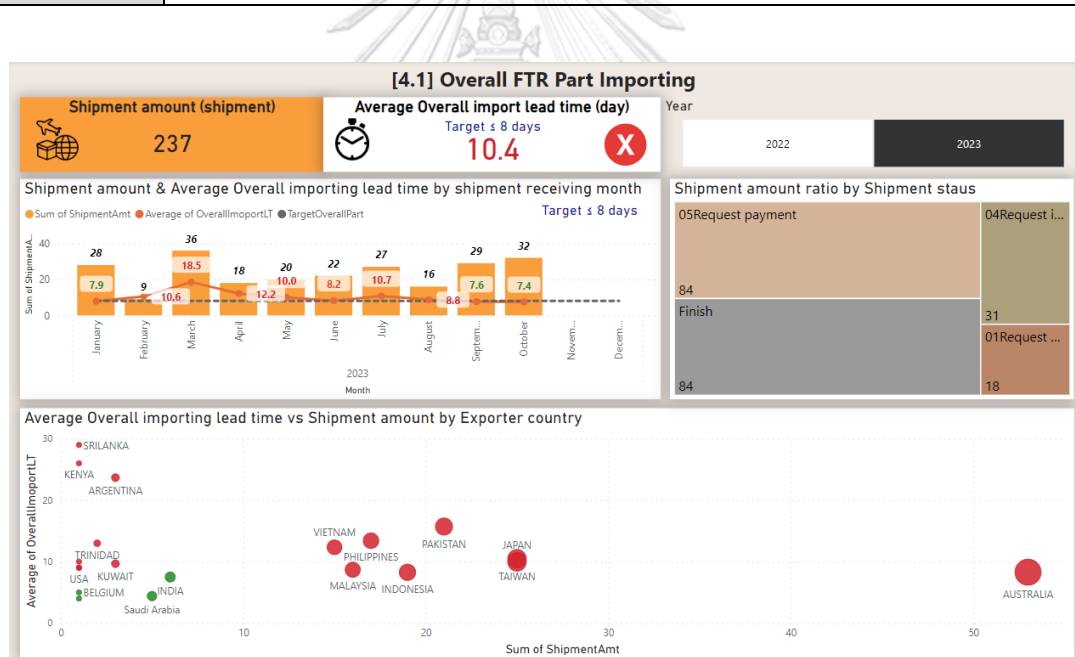 [4.1] Overall FTR Part Importing
Shipment amount (shipment)
237
Average Overall import lead time (day)
Target ≤ 8 days
10.4
X
Year
2022
2023
Shipment amount & Average Overall importing lead time by shipment receiving month
Sum of ShipmentAmt
Average of OverallImoportLT
TargetOverallPart
Target ≤ 8 days
Sum of ShipmentA...
40
20
0
28
9
36
18
20
22
27
16
29
32
7.9
10.6
18.5
12.2
10.0
8.2
10.7
8.8
7.6
7.4
January
February
March
April
May
June
July
August
Septem...
October
Novem...
Decem...
2023
Month
Shipment amount ratio by Shipment staus
05Request payment
84
Finish
84
04Request i...
31
01Request ...
18
Average Overall importing lead time vs Shipment amount by Exporter country
Average of OverallImoportLT
30
20
10
0
SRILANKA
KENYA
ARGENTINA
TRINIDAD
USA
KUWAIT
BELGIUM
INDIA
Saudi Arabia
VIETNAM
PHILIPPINES
MALAYSIA
INDONESIA
PAKISTAN
JAPAN
TAIWAN
AUSTRALIA
0
10
20
30
40
50
Sum of ShipmentAmt